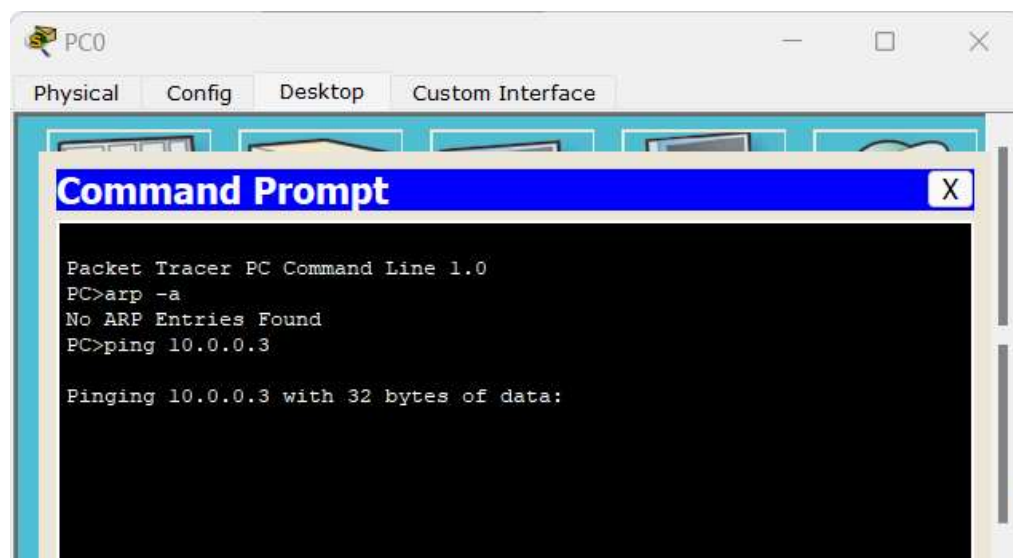 PC0
Physical Config Desktop Custom Interface
Command Prompt X
Packet Tracer PC Command Line 1.0
PC>arp -a
No ARP Entries Found
PC>ping 10.0.0.3
Pinging 10.0.0.3 with 32 bytes of data: